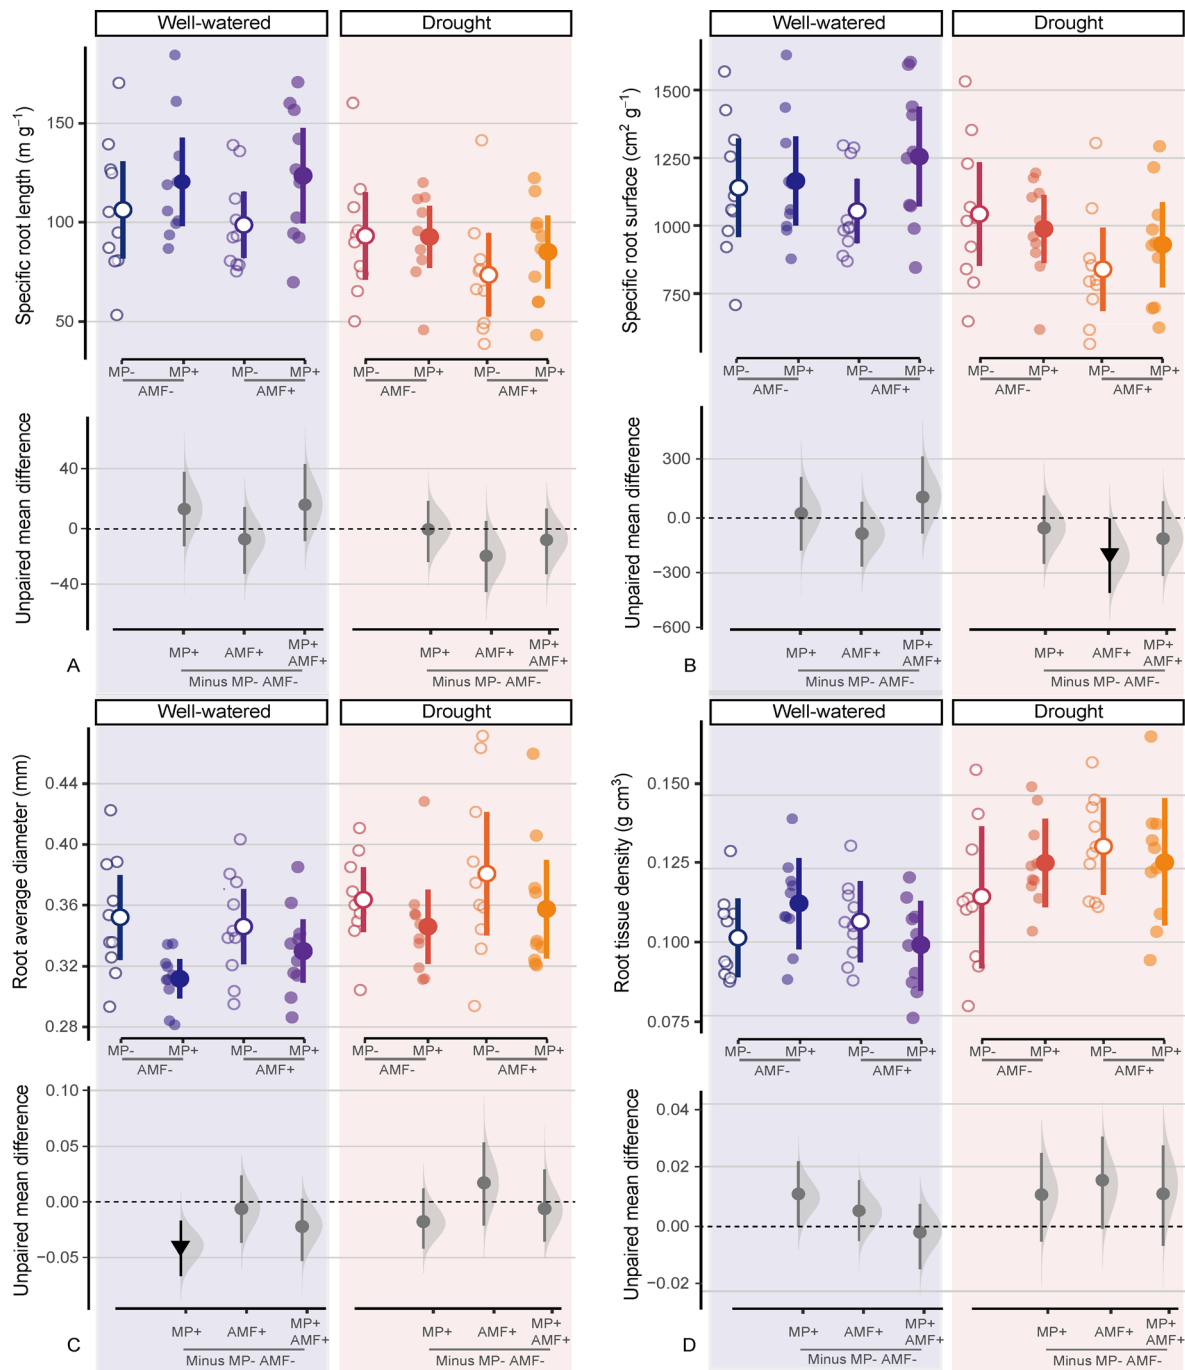 Well-watered Drought
Specific root length (m g⁻¹)
150
100
50
MP- MP+ MP- MP+ MP- MP+ MP- MP+
AMF- AMF+ AMF- AMF+
Unpaired mean difference
40
0
−40
MP+ AMF+ MP+ AMF+ MP+ AMF+ MP+ AMF+
Minus MP- AMF- Minus MP- AMF-
A
Well-watered Drought
Specific root surface (cm² g⁻¹)
1500
1250
1000
750
MP- MP+ MP- MP+ MP- MP+ MP- MP+
AMF- AMF+ AMF- AMF+
Unpaired mean difference
300
0.0
−300
−600
MP+ AMF+ MP+ AMF+ MP+ AMF+ MP+ AMF+
Minus MP- AMF- Minus MP- AMF-
B
Well-watered Drought
Root average diameter (mm)
0.44
0.40
0.36
0.32
0.28
MP- MP+ MP- MP+ MP- MP+ MP- MP+
AMF- AMF+ AMF- AMF+
Unpaired mean difference
0.10
0.05
0.00
−0.05
MP+ AMF+ MP+ AMF+ MP+ AMF+ MP+ AMF+
Minus MP- AMF- Minus MP- AMF-
C
Well-watered Drought
Root tissue density (g cm³)
0.150
0.125
0.100
0.075
MP- MP+ MP- MP+ MP- MP+ MP- MP+
AMF- AMF+ AMF- AMF+
Unpaired mean difference
0.04
0.02
0.00
−0.02
MP+ AMF+ MP+ AMF+ MP+ AMF+ MP+ AMF+
Minus MP- AMF- Minus MP- AMF-
D